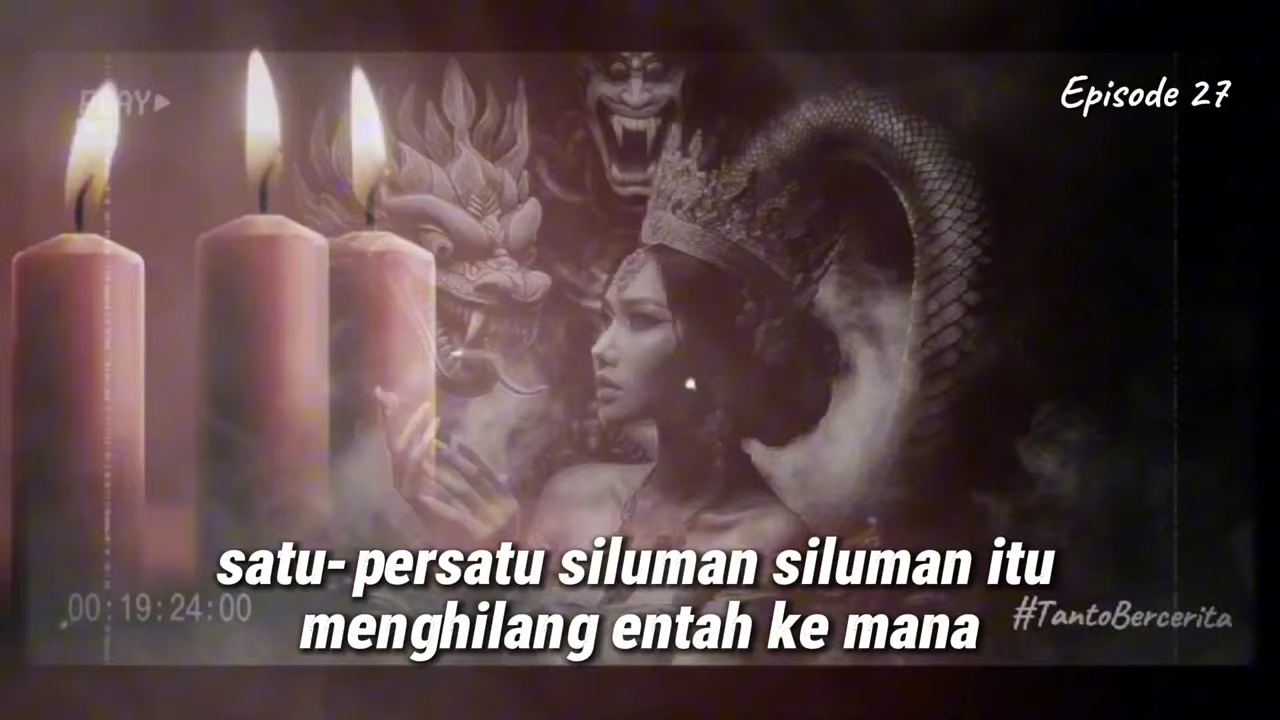 PLAY
Episode 27
satu-persatu siluman siluman itu
menghilang entah ke mana
00:19:24:00
#TantoBercerita